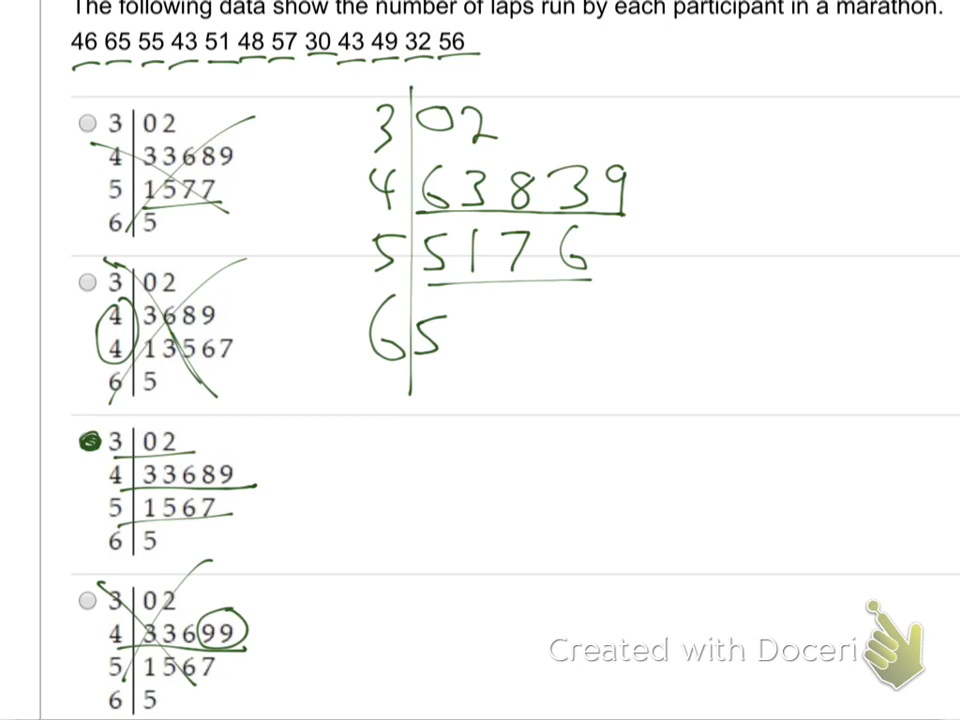 The following data show the number of laps run by each participant in a marathon.
46 65 55 43 51 48 57 30 43 49 32 56
3 | 0 2
4 | 3 3 6 8 9
5 | 1 5 7 7
6 | 5
3 | 0 2
4 | 3 6 8 9
4 | 1 3 5 6 7
6 | 5
3 | 0 2
4 | 3 3 6 8 9
5 | 1 5 6 7
6 | 5
3 | 0 2
4 | 3 3 6 9 9
5 | 1 5 6 7
6 | 5
3 | 0 2
4 | 6 3 8 3 9
5 | 5 1 7 6
6 | 5
Created with Doceri